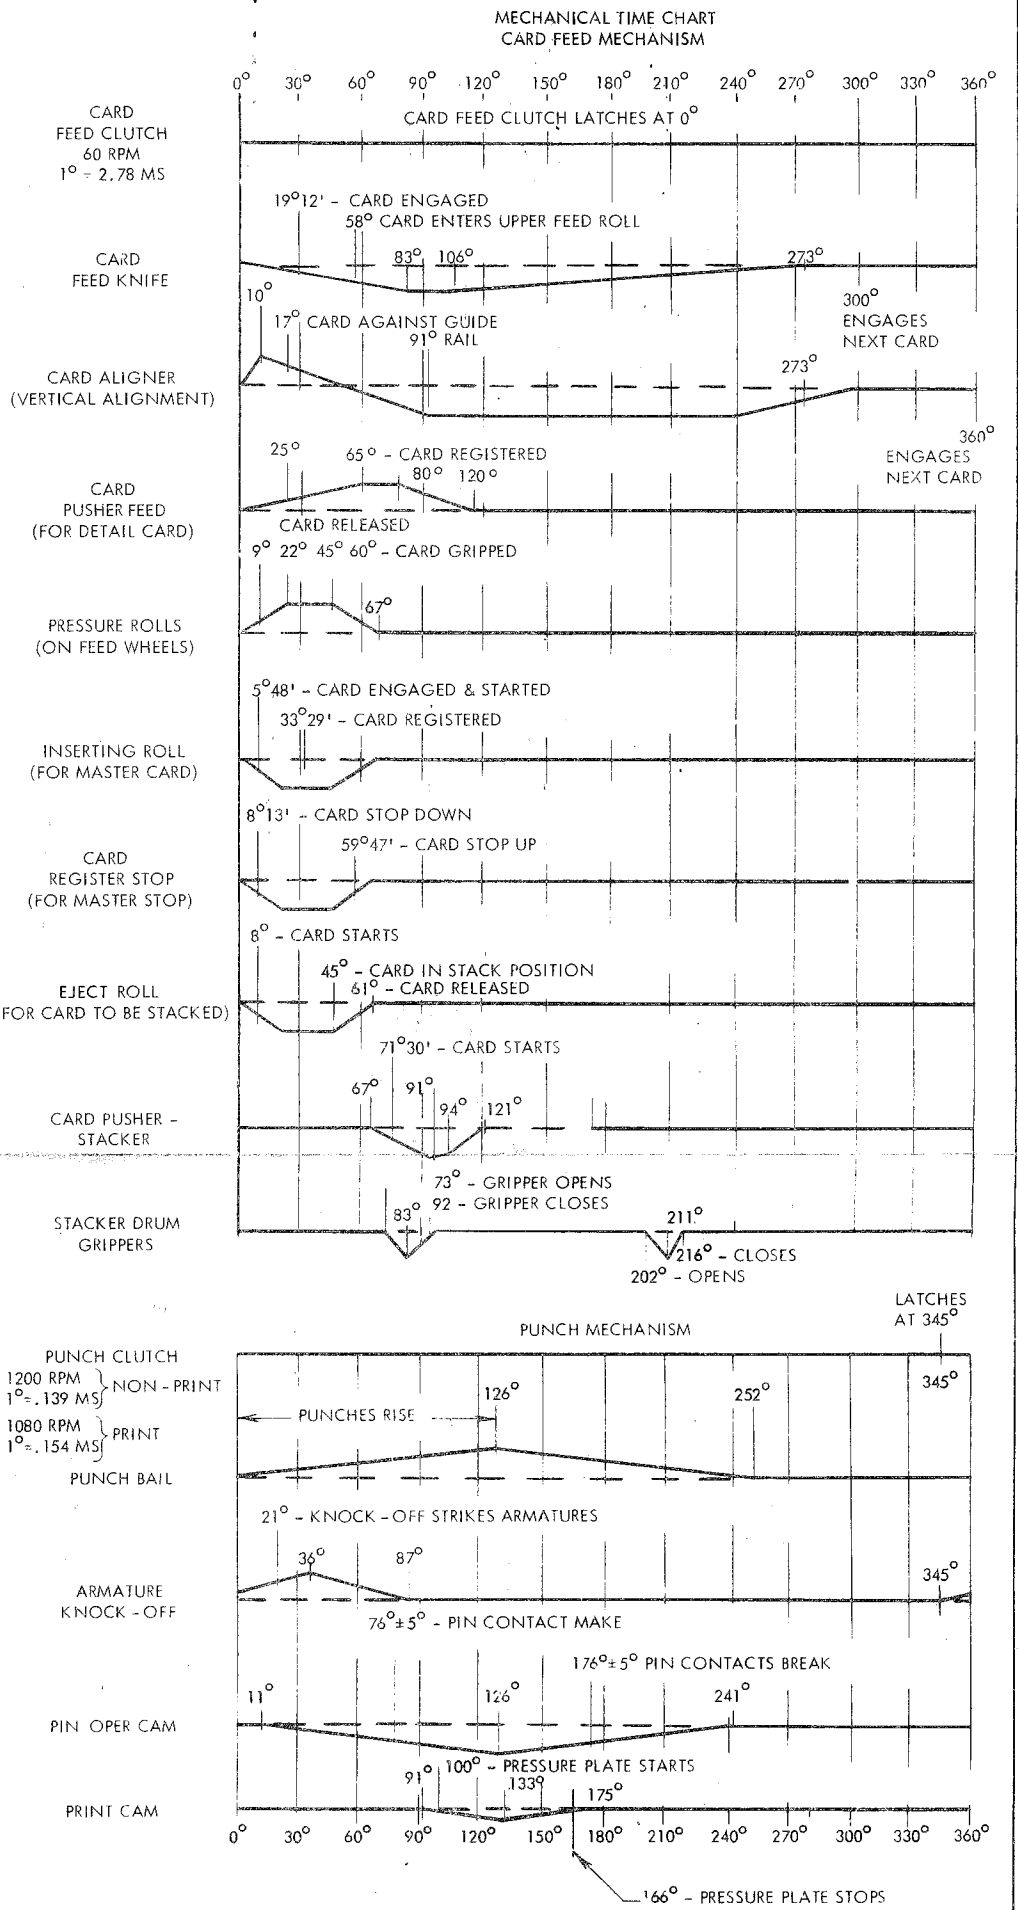 MECHANICAL TIME CHART
CARD FEED MECHANISM
0° 30° 60° 90° 120° 150° 180° 210° 240° 270° 300° 330° 360°
CARD
FEED CLUTCH
60 RPM
1° = 2.78 MS
CARD FEED CLUTCH LATCHES AT 0°
19°12' - CARD ENGAGED
58° CARD ENTERS UPPER FEED ROLL
CARD
FEED KNIFE
83° 106° 273°
10°
300°
ENGAGES
NEXT CARD
17° CARD AGAINST GUIDE
91° RAIL
CARD ALIGNER
(VERTICAL ALIGNMENT)
273°
360°
ENGAGES
NEXT CARD
25° 65° - CARD REGISTERED
80° 120°
CARD
PUSHER FEED
(FOR DETAIL CARD)
CARD RELEASED
9° 22° 45° 60° - CARD GRIPPED
67°
PRESSURE ROLLS
(ON FEED WHEELS)
5°48' - CARD ENGAGED & STARTED
33°29' - CARD REGISTERED
INSERTING ROLL
(FOR MASTER CARD)
8°13' - CARD STOP DOWN
59°47' - CARD STOP UP
CARD
REGISTER STOP
(FOR MASTER STOP)
8° - CARD STARTS
45° - CARD IN STACK POSITION
61° - CARD RELEASED
EJECT ROLL
FOR CARD TO BE STACKED)
71°30' - CARD STARTS
67° 91°
94° 121°
CARD PUSHER -
STACKER
73° - GRIPPER OPENS
92 - GRIPPER CLOSES
83° 211°
STACKER DRUM
GRIPPERS
216° - CLOSES
202° - OPENS
LATCHES
AT 345°
PUNCH MECHANISM
PUNCH CLUTCH
1200 RPM
1°=.139 MS
NON - PRINT
1080 RPM
1°=.154 MS
PRINT
345°
126° 252°
PUNCHES RISE
PUNCH BAIL
21° - KNOCK - OFF STRIKES ARMATURES
36° 87°
345°
ARMATURE
KNOCK - OFF
76°±5° - PIN CONTACT MAKE
176°±5° PIN CONTACTS BREAK
11° 126° 241°
PIN OPER CAM
100° - PRESSURE PLATE STARTS
91° 133° 175°
PRINT CAM
0° 30° 60° 90° 120° 150° 180° 210° 240° 270° 300° 330° 360°
166° - PRESSURE PLATE STOPS